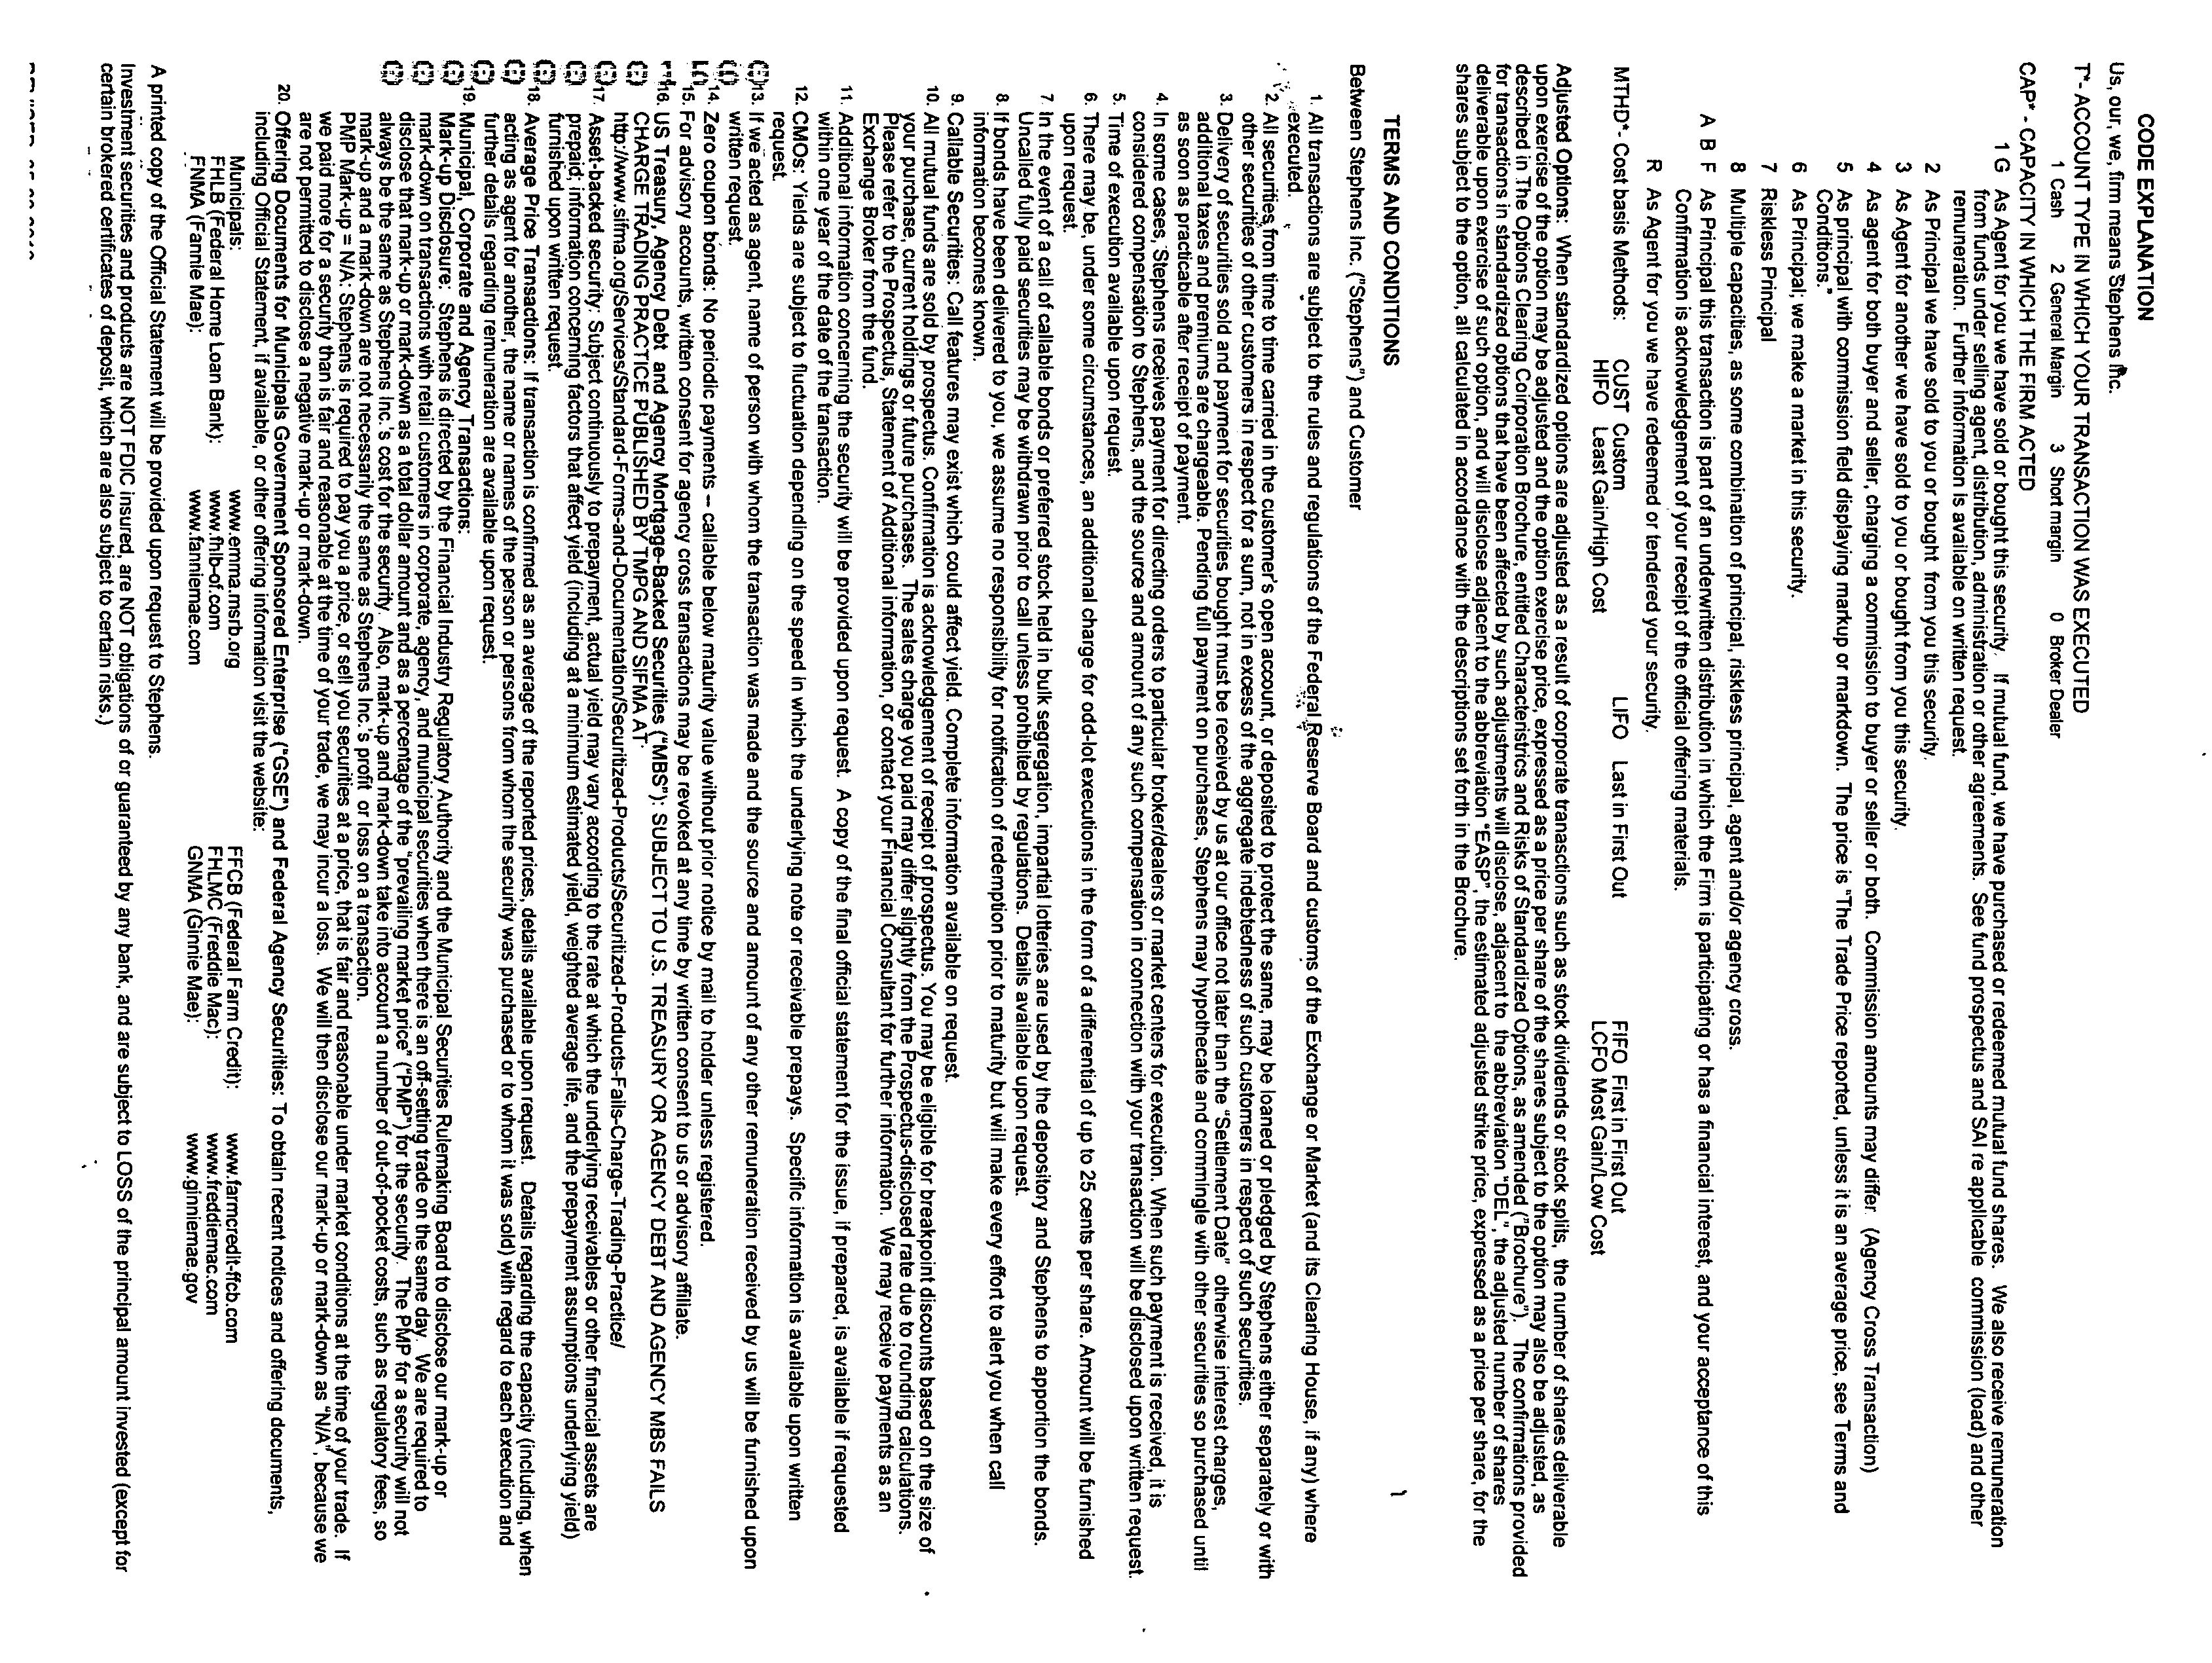 CODE EXPLANATION
Us, our, we, firm means Stephens Inc.
T*- ACCOUNT TYPE IN WHICH YOUR TRANSACTION WAS EXECUTED
1 Cash 2 General Margin 3 Short margin 0 Broker Dealer
CAP* - CAPACITY IN WHICH THE FIRM ACTED
1 G As Agent for you we have sold or bought this security. If mutual fund, we have purchased or redeemed mutual fund shares. We also receive remuneration
from funds under selling agent, distribution, administration or other agreements. See fund prospectus and SAI re applicable commission (load) and other
remuneration. Further information is available on written request.
2 As Principal we have sold to you or bought from you this security.
3 As Agent for another we have sold to you or bought from you this security.
4 As agent for both buyer and seller, charging a commission to buyer or seller or both. Commission amounts may differ. (Agency Cross Transaction)
5 As principal with commission field displaying markup or markdown. The price is "The Trade Price reported, unless it is an average price, see Terms and
Conditions."
6 As Principal; we make a market in this security.
7 Riskless Principal
8 Multiple capacities, as some combination of principal, riskless principal, agent and/or agency cross.
A B F As Principal this transaction is part of an underwritten distribution in which the Firm is participating or has a financial interest, and your acceptance of this
Confirmation is acknowledgement of your receipt of the official offering materials.
R As Agent for you we have redeemed or tendered your security.
MTHD*- Cost basis Methods: CUST Custom LIFO Last in First Out FIFO First in First Out
HIFO Least Gain/High Cost LCFO Most Gain/Low Cost
Adjusted Options: When standardized options are adjusted as a result of corporate transactions such as stock dividends or stock splits, the number of shares deliverable
upon exercise of the option may be adjusted and the option exercise price, expressed as a price per share of the shares subject to the option may also be adjusted, as
described in The Options Clearing Corporation Brochure, entitled Characteristics and Risks of Standardized Options, as amended ("Brochure"). The confirmations provided
for transactions in standardized options that have been affected by such adjustments will disclose, adjacent to the abbreviation "DEL", the adjusted number of shares
deliverable upon exercise of such option, and will disclose adjacent to the abbreviation "EASP", the estimated adjusted strike price, expressed as a price per share, for the
shares subject to the option, all calculated in accordance with the descriptions set forth in the Brochure.
TERMS AND CONDITIONS
Between Stephens Inc. ("Stephens") and Customer
1. All transactions are subject to the rules and regulations of the Federal Reserve Board and customs of the Exchange or Market (and its Clearing House, if any) where
executed.
2. All securities, from time to time carried in the customer's open account, or deposited to protect the same, may be loaned or pledged by Stephens either separately or with
other securities of other customers in respect for a sum, not in excess of the aggregate indebtedness of such customers in respect of such securities.
3. Delivery of securities sold and payment for securities bought must be received by us at our office not later than the "Settlement Date" otherwise interest charges,
additional taxes and premiums are chargeable. Pending full payment on purchases, Stephens may hypothecate and commingle with other securities so purchased until
as soon as practicable after receipt of payment.
4. In some cases, Stephens receives payment for directing orders to particular broker/dealers or market centers for execution. When such payment is received, it is
considered compensation to Stephens, and the source and amount of any such compensation in connection with your transaction will be disclosed upon written request.
5. Time of execution available upon request.
6. There may be, under some circumstances, an additional charge for odd-lot executions in the form of a differential of up to 25 cents per share. Amount will be furnished
upon request.
7. In the event of a call of callable bonds or preferred stock held in bulk segregation, impartial lotteries are used by the depository and Stephens to apportion the bonds.
Uncalled fully paid securities may be withdrawn prior to call unless prohibited by regulations. Details available upon request.
8. If bonds have been delivered to you, we assume no responsibility for notification of redemption prior to maturity but will make every effort to alert you when call
information becomes known.
9. Callable Securities: Call features may exist which could affect yield. Complete information available on request.
10. All mutual funds are sold by prospectus. Confirmation is acknowledgement of receipt of prospectus. You may be eligible for breakpoint discounts based on the size of
your purchase, current holdings or future purchases. The sales charge you paid may differ slightly from the Prospectus-disclosed rate due to rounding calculations.
Please refer to the Prospectus, Statement of Additional information, or contact your Financial Consultant for further information. We may receive payments as an
Exchange Broker from the fund.
11. Additional information concerning the security will be provided upon request. A copy of the final official statement for the issue, if prepared, is available if requested
within one year of the date of the transaction.
12. CMOs: Yields are subject to fluctuation depending on the speed in which the underlying note or receivable prepays. Specific information is available upon written
request.
13. If we acted as agent, name of person with whom the transaction was made and the source and amount of any other remuneration received by us will be furnished upon
written request.
14. Zero coupon bonds: No periodic payments -- callable below maturity value without prior notice by mail to holder unless registered.
15. For advisory accounts, written consent for agency cross transactions may be revoked at any time by written consent to us or advisory affiliate.
16. US Treasury, Agency Debt and Agency Mortgage-Backed Securities ("MBS"): SUBJECT TO U.S. TREASURY OR AGENCY DEBT AND AGENCY MBS FAILS
CHARGE TRADING PRACTICE PUBLISHED BY TMPG AND SIFMA AT
http://www.sifma.org/Services/Standard-Forms-and-Documentation/Securitized-Products/Securitized-Products-Fails-Charge-Trading-Practice/
17. Asset-backed security: Subject continuously to prepayment, actual yield may vary according to the rate at which the underlying receivables or other financial assets are
prepaid; information concerning factors that affect yield (including at a minimum estimated yield, weighted average life, and the prepayment assumptions underlying yield)
furnished upon written request.
18. Average Price Transactions: If transaction is confirmed as an average of the reported prices, details available upon request. Details regarding the capacity (including, when
acting as agent for another, the name or names of the person or persons from whom the security was purchased or to whom it was sold) with regard to each execution and
further details regarding remuneration are available upon request.
19. Municipal, Corporate and Agency Transactions:
Mark-up Disclosure: Stephens is directed by the Financial Industry Regulatory Authority and the Municipal Securities Rulemaking Board to disclose our mark-up or
mark-down on transactions with retail customers in corporate, agency, and municipal securities when there is an off-setting trade on the same day. We are required to
disclose that mark-up or mark-down as a total dollar amount and as a percentage of the "prevailing market price" ("PMP") for the security. The PMP for a security will not
always be the same as Stephens Inc.'s cost for the security. Also, mark-up and mark-down take into account a number of out-of-pocket costs, such as regulatory fees, so
mark-up and a mark-down are not necessarily the same as Stephens Inc.'s profit or loss on a transaction.
PMP Mark-up = N/A: Stephens is required to pay you a price, or sell you securities at a price, that is fair and reasonable under market conditions at the time of your trade. If
we paid more for a security than is fair and reasonable at the time of your trade, we may incur a loss. We will then disclose our mark-up or mark-down as "N/A", because we
are not permitted to disclose a negative mark-up or mark-down.
20. Offering Documents for Municipals Government Sponsored Enterprise ("GSE") and Federal Agency Securities: To obtain recent notices and offering documents,
including Official Statement, if available, or other offering information visit the website:
Municipals: www.emma.msrb.org FFCB (Federal Farm Credit): www.farmcredit-ffcb.com
FHLB (Federal Home Loan Bank): www.fhlb-of.com FHLMC (Freddie Mac): www.freddiemac.com
FNMA (Fannie Mae): www.fanniemae.com GNMA (Ginnie Mae): www.ginniemae.gov
A printed copy of the Official Statement will be provided upon request to Stephens.
Investment securities and products are NOT FDIC insured, are NOT obligations of or guaranteed by any bank, and are subject to LOSS of the principal amount invested (except for
certain brokered certificates of deposit, which are also subject to certain risks.)